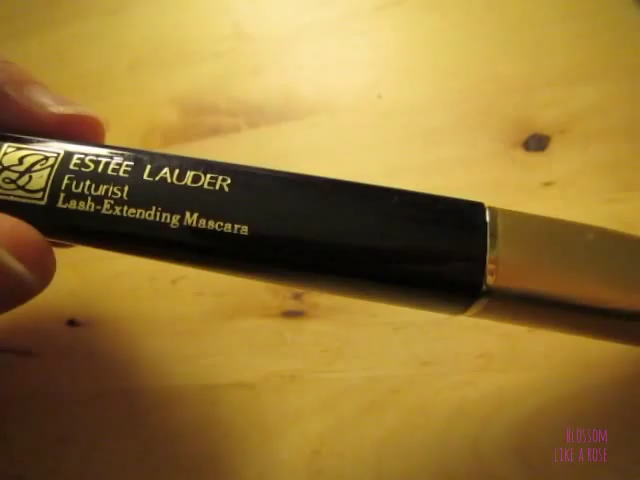 ESTĒE LAUDER
Futurist
Lash-Extending Mascara
BLOSSOM
LIKE A ROSE